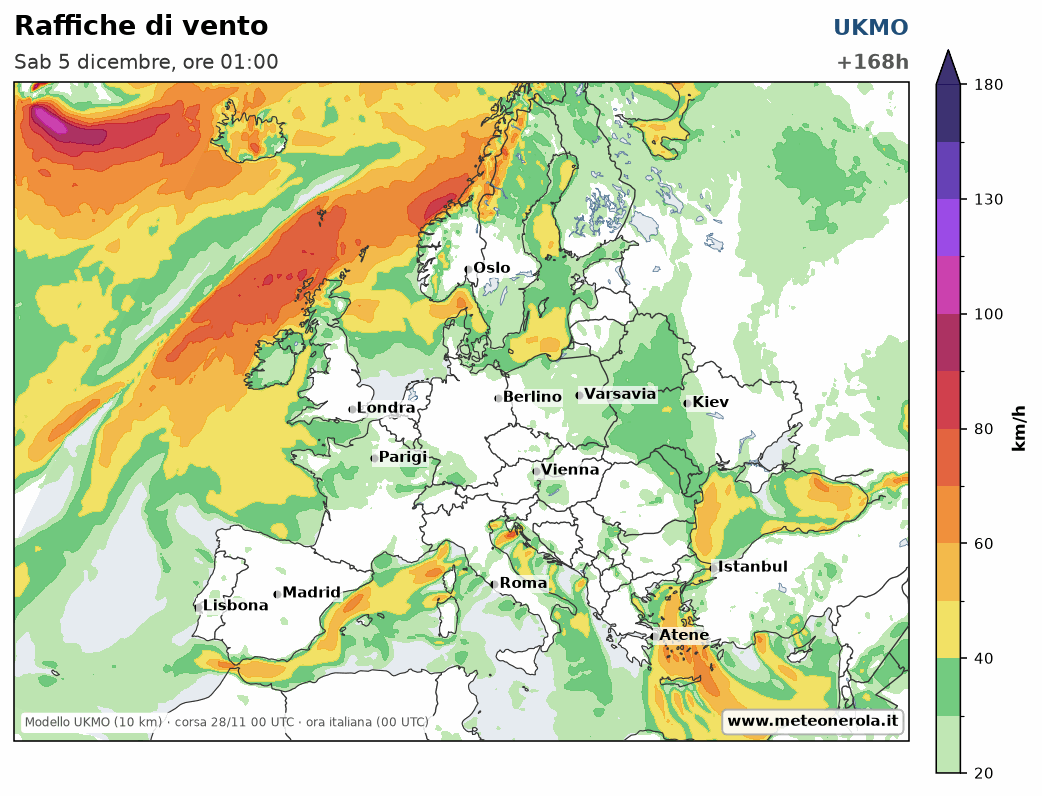 Raffiche di vento
UKMO
Sab 5 dicembre, ore 01:00
+168h
180
130
100
80
60
40
20
km/h
Oslo
Berlino
Varsavia
Kiev
Londra
Parigi
Vienna
Istanbul
Roma
Madrid
Lisbona
Atene
Modello UKMO (10 km) · corsa 28/11 00 UTC · ora italiana (00 UTC)
www.meteonerola.it